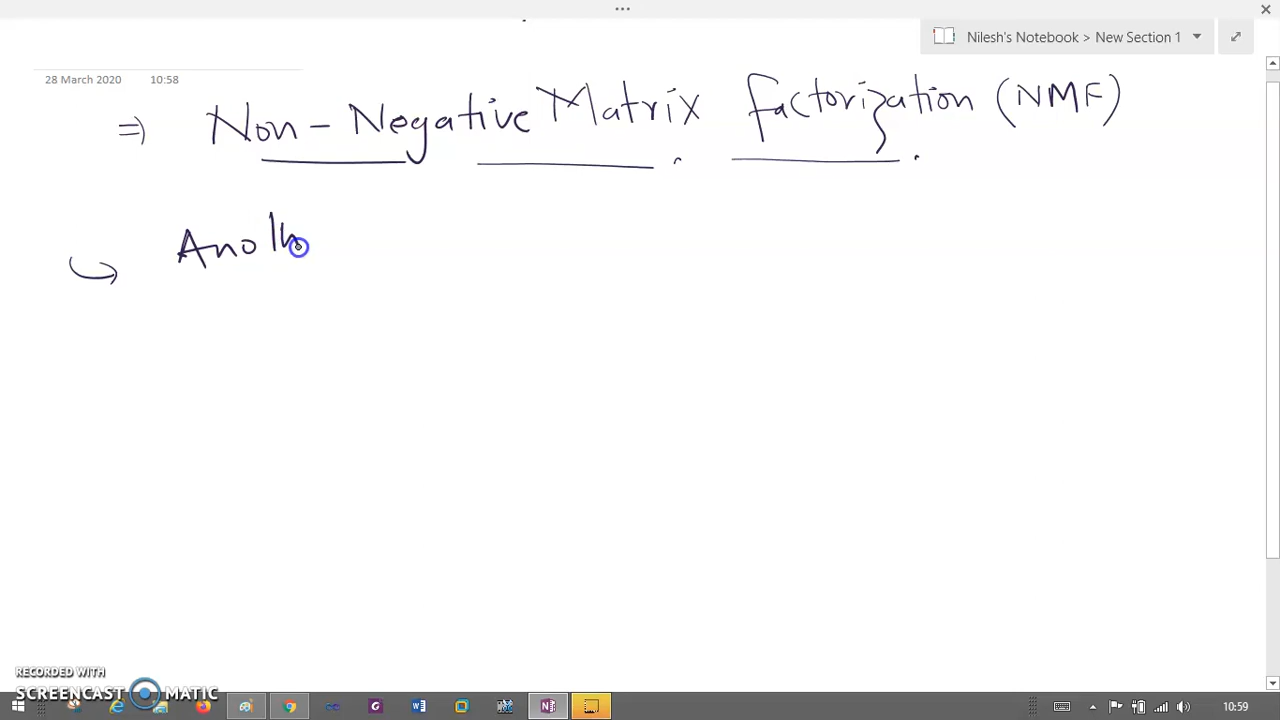 Nilesh's Notebook > New Section 1
28 March 2020 10:58
⇒ Non-Negative Matrix Factorization (NMF)
↪ Anoth
RECORDED WITH
SCREENCAST MATIC
10:59